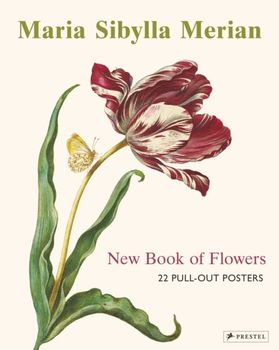 Maria Sibylla Merian
New Book of Flowers
22 PULL-OUT POSTERS
PRESTEL